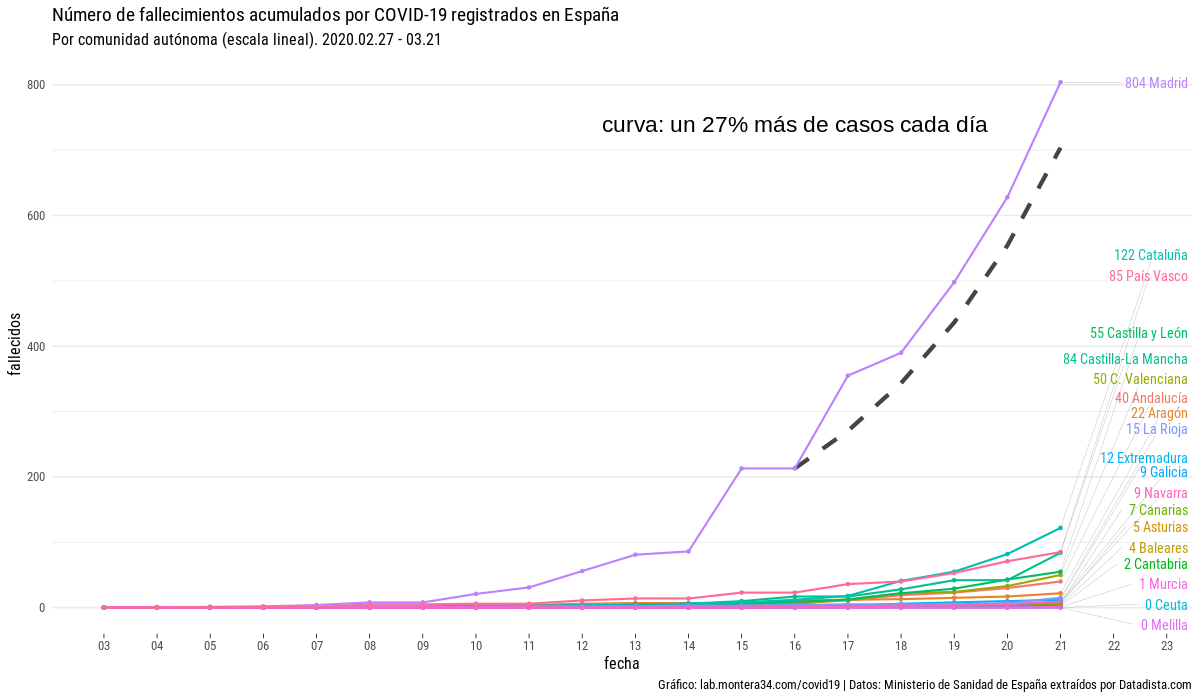 Número de fallecimientos acumulados por COVID-19 registrados en España
Por comunidad autónoma (escala lineal). 2020.02.27 - 03.21
800
600
400
200
0
fallecidos
curva: un 27% más de casos cada día
804 Madrid
122 Cataluña
85 País Vasco
55 Castilla y León
84 Castilla-La Mancha
50 C. Valenciana
40 Andalucía
22 Aragón
15 La Rioja
12 Extremadura
9 Galicia
9 Navarra
7 Canarias
5 Asturias
4 Baleares
2 Cantabria
1 Murcia
0 Ceuta
0 Melilla
03 04 05 06 07 08 09 10 11 12 13 14 15 16 17 18 19 20 21 22 23
fecha
Gráfico: lab.montera34.com/covid19 | Datos: Ministerio de Sanidad de España extraídos por Datadista.com